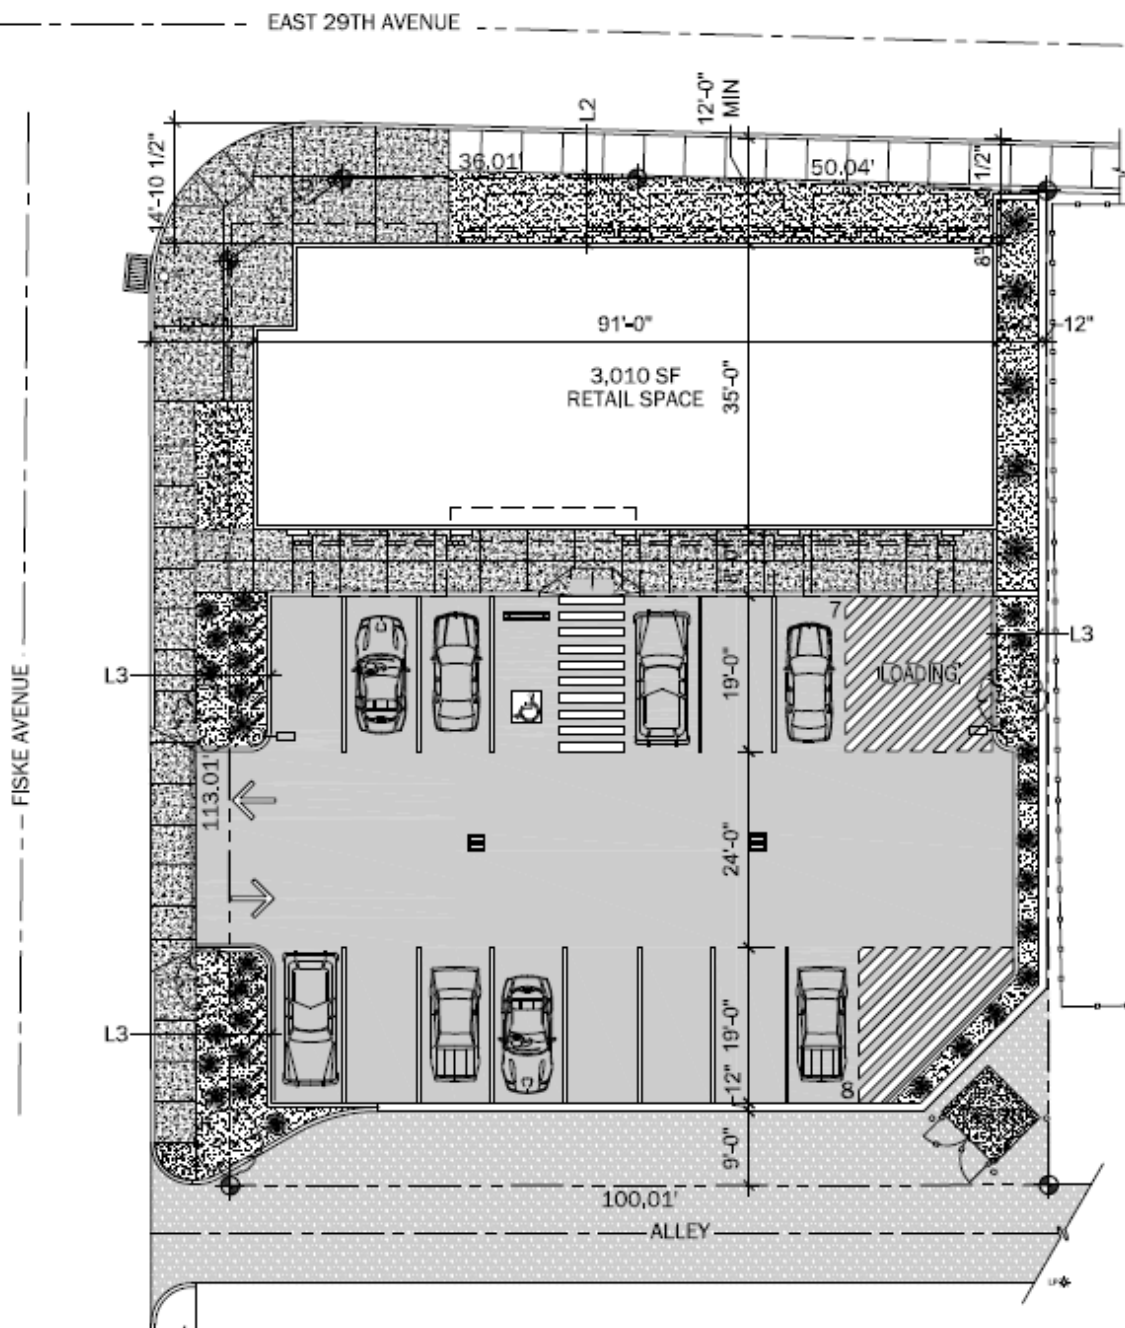 EAST 29TH AVENUE
L2
12'-0"
MIN
14'-10 1/2"
36.01'
50.04'
1/2"
8"
91'-0"
12"
3,010 SF
RETAIL SPACE
35'-0"
7
LOADING
L3
L3
19'-0"
FISKE AVENUE
113.01'
24'-0"
L3
19'-0"
12"
8
9'-0"
100.01'
ALLEY
LP